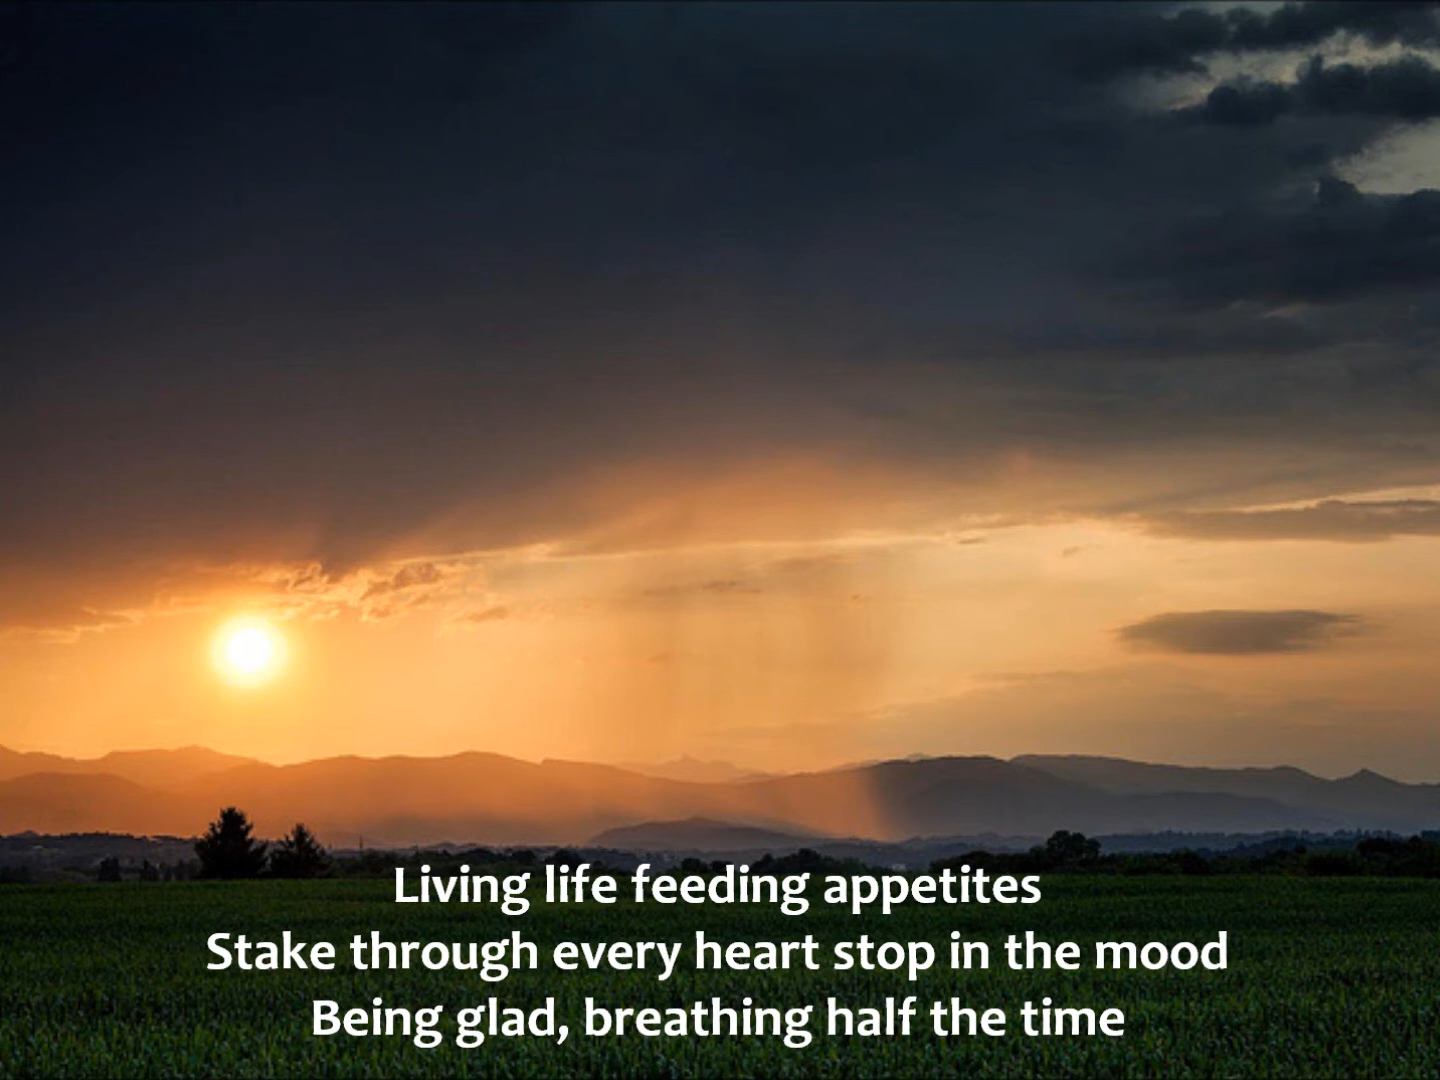 Living life feeding appetites
Stake through every heart stop in the mood
Being glad, breathing half the time